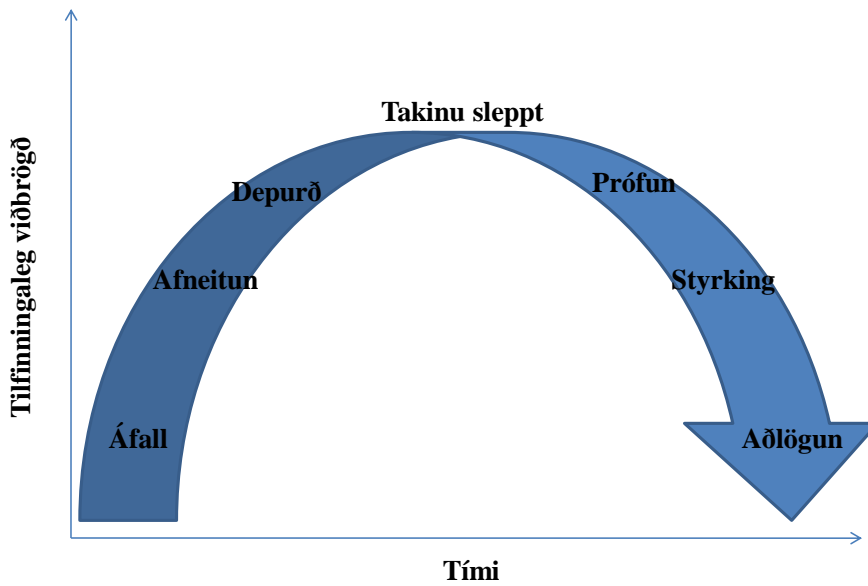 Takinu sleppt
Depurð
Prófun
Afneitun
Styrking
Áfall
Aðlögun
Tilfinningaleg viðbrögð
Tími